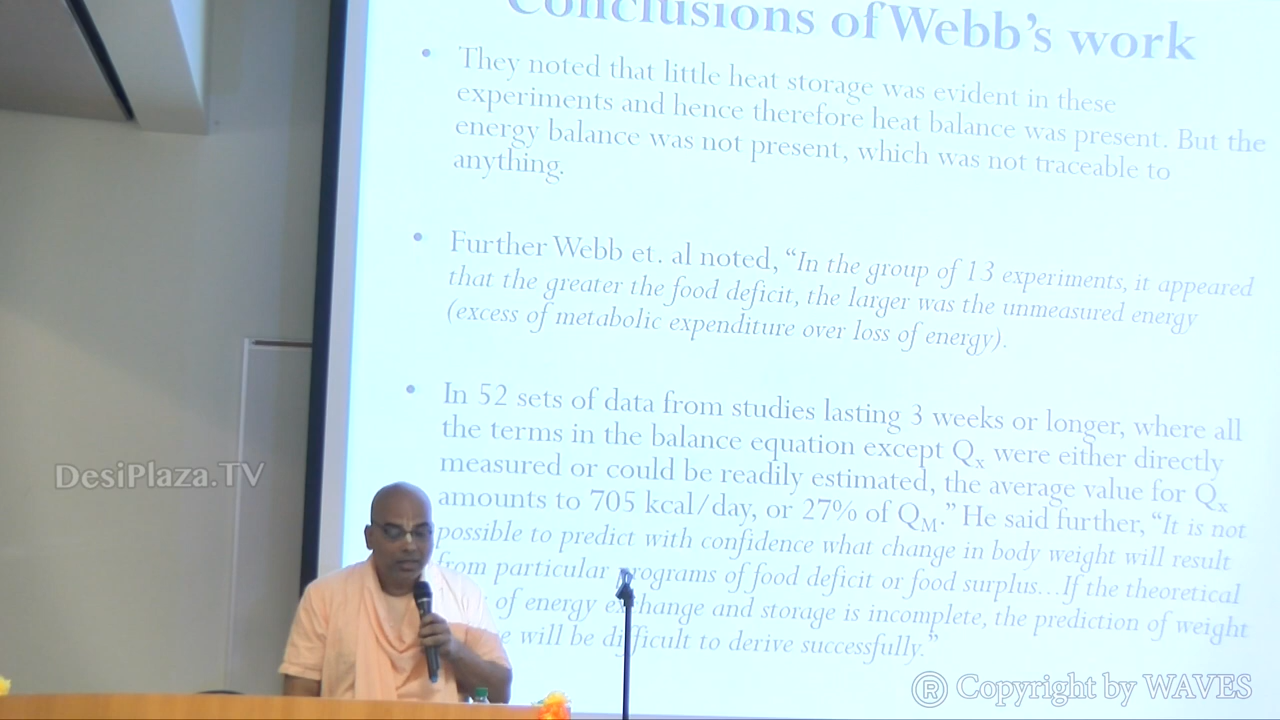 Conclusions of Webb's work
• They noted that little heat storage was evident in these
experiments and hence therefore heat balance was present. But the
energy balance was not present, which was not traceable to
anything.
• Further Webb et. al noted, “In the group of 13 experiments, it appeared
that the greater the food deficit, the larger was the unmeasured energy
(excess of metabolic expenditure over loss of energy).
• In 52 sets of data from studies lasting 3 weeks or longer, where all
the terms in the balance equation except Qx were either directly
measured or could be readily estimated, the average value for Qx
amounts to 705 kcal/day, or 27% of QM.” He said further, “It is not
possible to predict with confidence what change in body weight will result
from particular programs of food deficit or food surplus…If the theoretical
of energy exchange and storage is incomplete, the prediction of weight
will be difficult to derive successfully.”
DesiPlaza.TV
® Copyright by WAVES